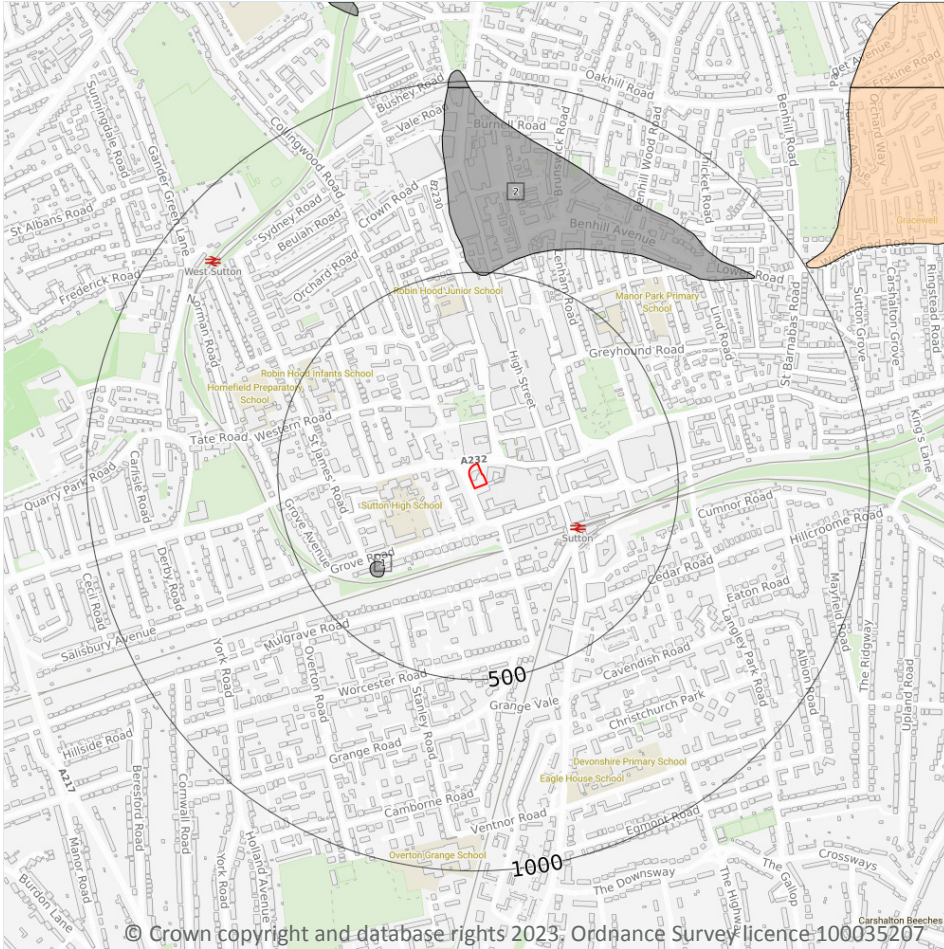 Oakhill Road
Bushey Road
Vale Road
Burnell Road
Collingwood Road
Sunningdale Road
Gander Green Lane
Benhill Road
Orchard Way
Benhill Wood Road
Thicket Road
B2230
2
Crown Road
Sydney Road
Beulah Road
St Albans Road
Benhill Avenue
Gracewell
West Sutton
Orchard Road
Frederick Road
Robin Hood Junior School
Manor Park Primary
School
Lind Road
St Barnabas Road
Sutton Grove
Carshalton Grove
Ringstead Road
Norman Road
High Street
Greyhound Road
Robin Hood Infants School
Homefield Preparatory
School
King's Lane
Tate Road
Western Road
St James' Road
A232
Quarry Park Road
Carlisle Road
Sutton High School
Cumnor Road
Hillcroome Road
Grove Avenue
Sutton
Grove Road
1
Cedar Road
Derby Road
Cecil Road
Eaton Road
Mayfield Road
Salisbury Avenue
Mulgrave Road
Langley Park Road
Albion Road
The Ridgway
Upland Road
York Road
Overton Road
Cavendish Road
500
Worcester Road
Stanley Road
Grange Vale
Christchurch Park
Hillside Road
Grange Road
Devonshire Primary School
Eagle House School
A217
Beresford Road
Cornwall Road
Camborne Road
Ventnor Road
Egmont Road
Manor Road
York Road
Holland Avenue
Overton Grange School
1000
Crossways
The Gallop
The Downsway
The Highway
Burdon Lane
Carshalton Beeches
© Crown copyright and database rights 2023. Ordnance Survey licence 100035207